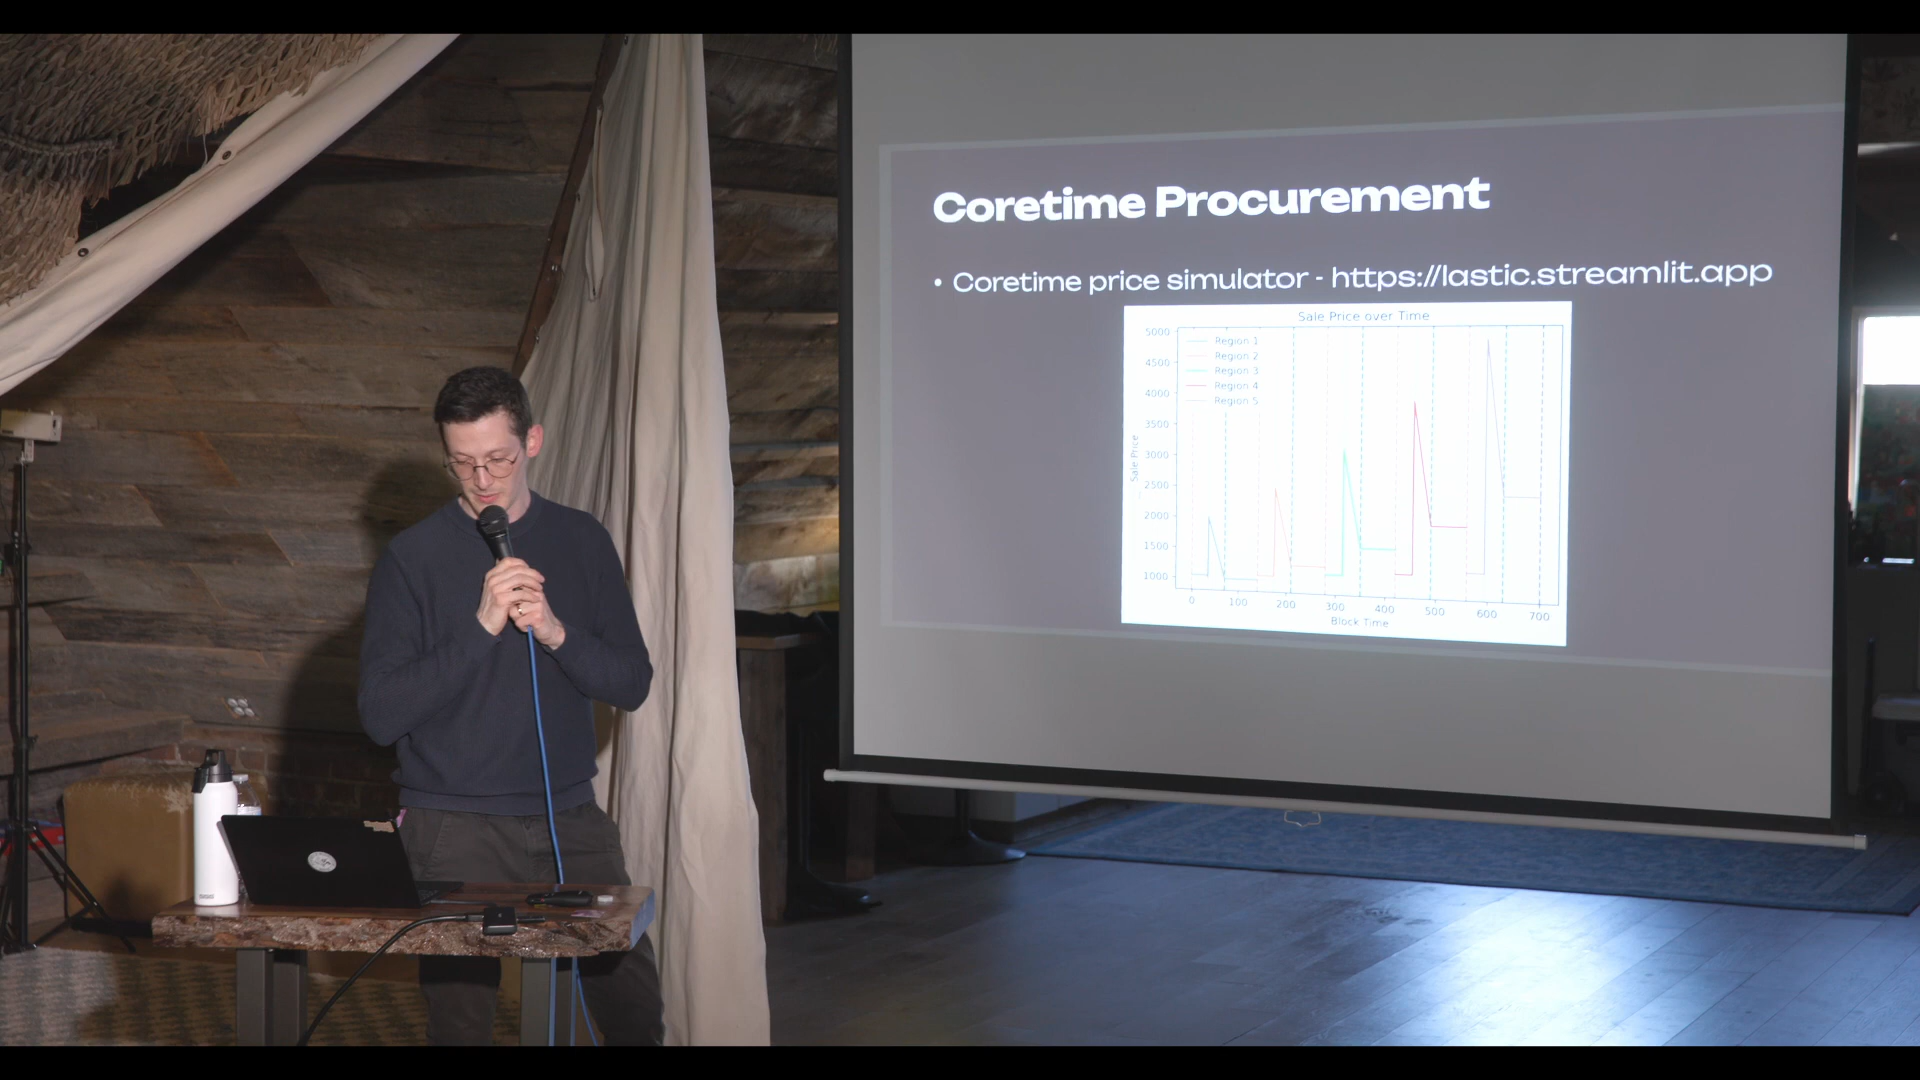 Coretime Procurement
• Coretime price simulator - https://lastic.streamlit.app
Sale Price over Time
5000
4500
4000
3500
3000
2500
2000
1500
1000
Sale Price
Region 1
Region 2
Region 3
Region 4
Region 5
0 100 200 300 400 500 600 700
Block Time